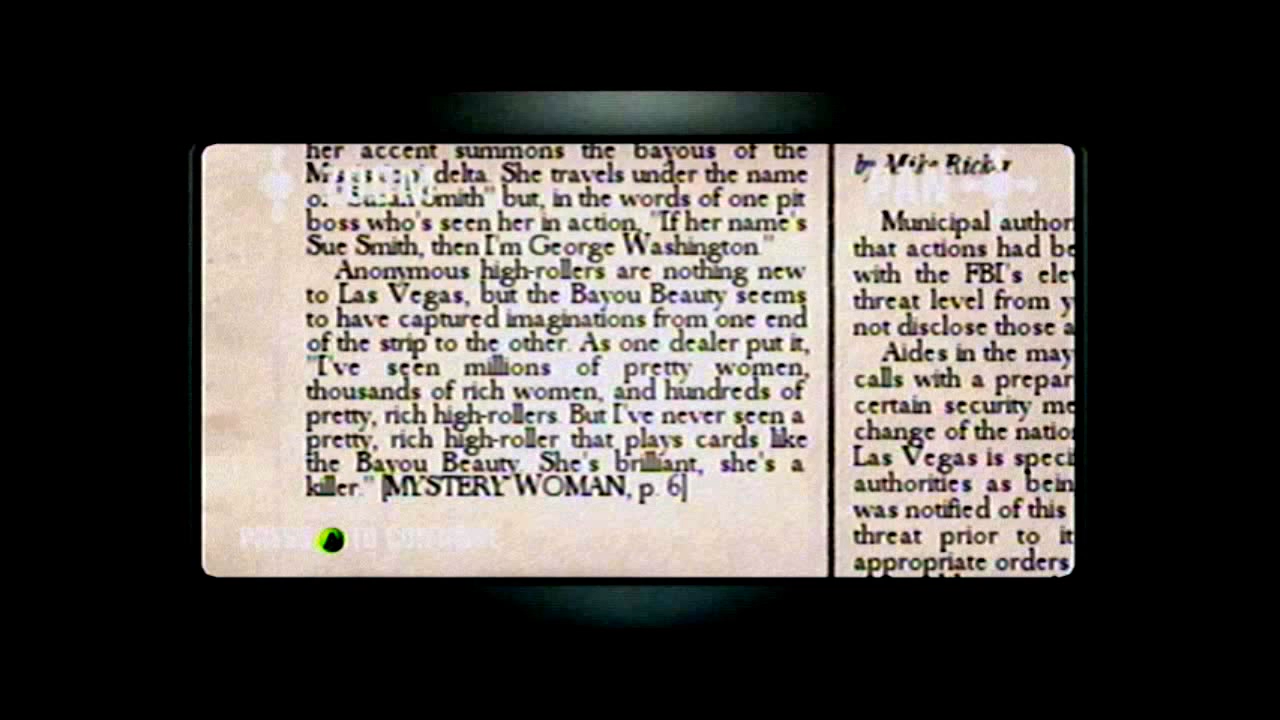 her accent summons the bayous of the
delta. She travels under the name
Smith" but, in the words of one pit
boss who's seen her in action, "If her name's
Sue Smith, then I'm George Washington."
Anonymous high-rollers are nothing new
to Las Vegas, but the Bayou Beauty seems
to have captured imaginations from one end
of the strip to the other. As one dealer put it,
"I've seen millions of pretty women,
thousands of rich women, and hundreds of
pretty, rich high-rollers. But I've never seen a
pretty, rich high-roller that plays cards like
the Bayou Beauty. She's brilliant, she's a
killer." [MYSTERY WOMAN, p. 6]
by Mike
Municipal author
that actions had be
with the FBI's ele
threat level from y
not disclose those a
Aides in the may
calls with a prepar
certain security me
change of the natio
Las Vegas is speci
authorities as bein
was notified of this
threat prior to it
appropriate orders
PAN
PRESS TO CONTINUE